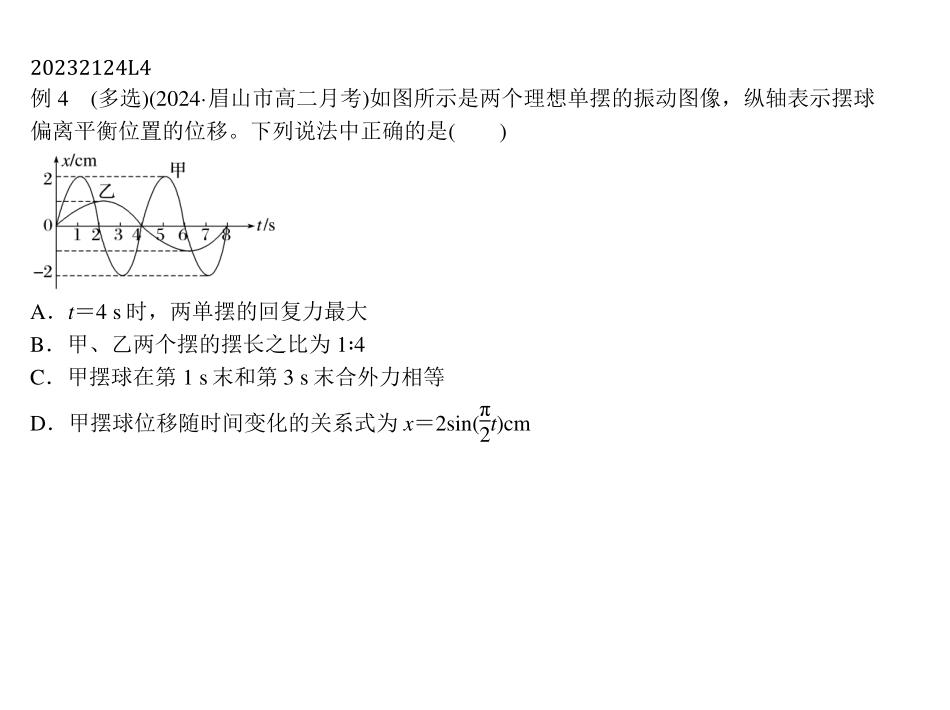 20232124L4
例 4 (多选)(2024·眉山市高二月考)如图所示是两个理想单摆的振动图像，纵轴表示摆球
偏离平衡位置的位移。下列说法中正确的是(　　)
x/cm
甲
2
乙
0
1 2 3 4 5 6 7 8
t/s
−2
A．t＝4 s 时，两单摆的回复力最大
B．甲、乙两个摆的摆长之比为 1∶4
C．甲摆球在第 1 s 末和第 3 s 末合外力相等
D．甲摆球位移随时间变化的关系式为 x＝2sin(π/2 t)cm